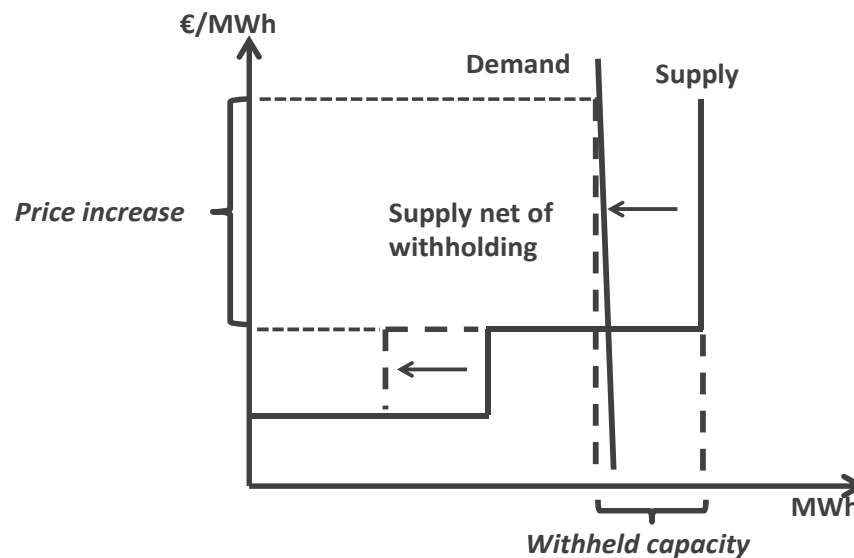 €/MWh
Demand
Supply
Price increase
Supply net of
withholding
MWh
Withheld capacity